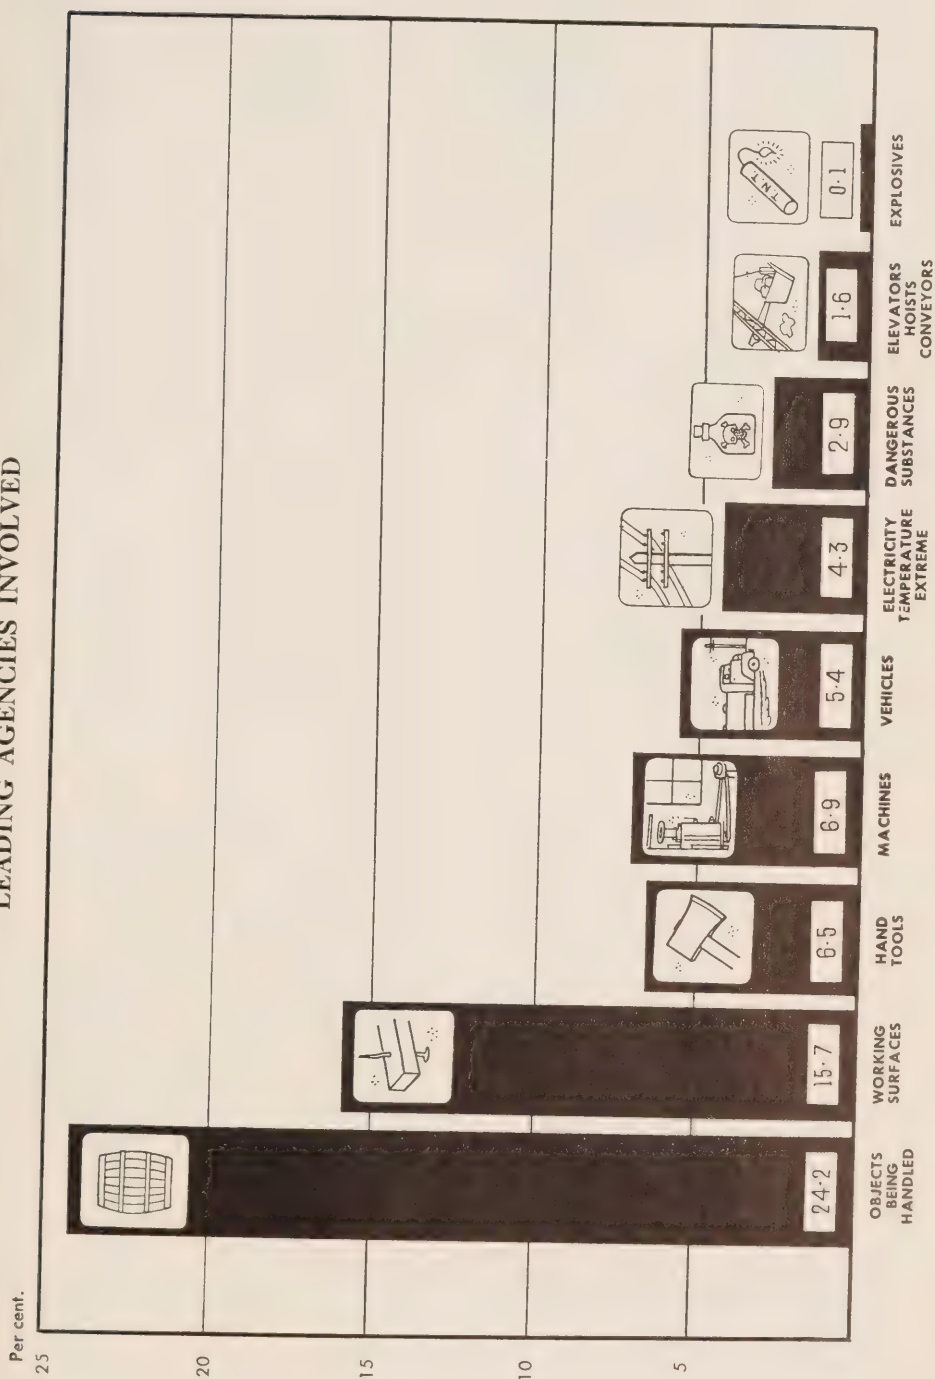 LEADING AGENCIES INVOLVED
Per cent.
25
20
15
10
5
24·2
15·7
6·5
6·9
5·4
4·3
2·9
1·6
0·1
T.N.T.
OBJECTS
BEING
HANDLED
WORKING
SURFACES
HAND
TOOLS
MACHINES
VEHICLES
ELECTRICITY
TEMPERATURE
EXTREME
DANGEROUS
SUBSTANCES
ELEVATORS
HOISTS
CONVEYORS
EXPLOSIVES